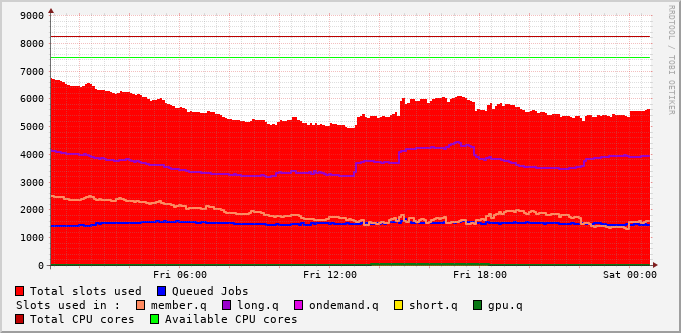 9000
8000
7000
6000
5000
4000
3000
2000
1000
0
Fri 06:00 Fri 12:00 Fri 18:00 Sat 00:00
RRDTOOL / TOBI OETIKER
Total slots used Queued Jobs
Slots used in : member.q long.q ondemand.q short.q gpu.q
Total CPU cores Available CPU cores